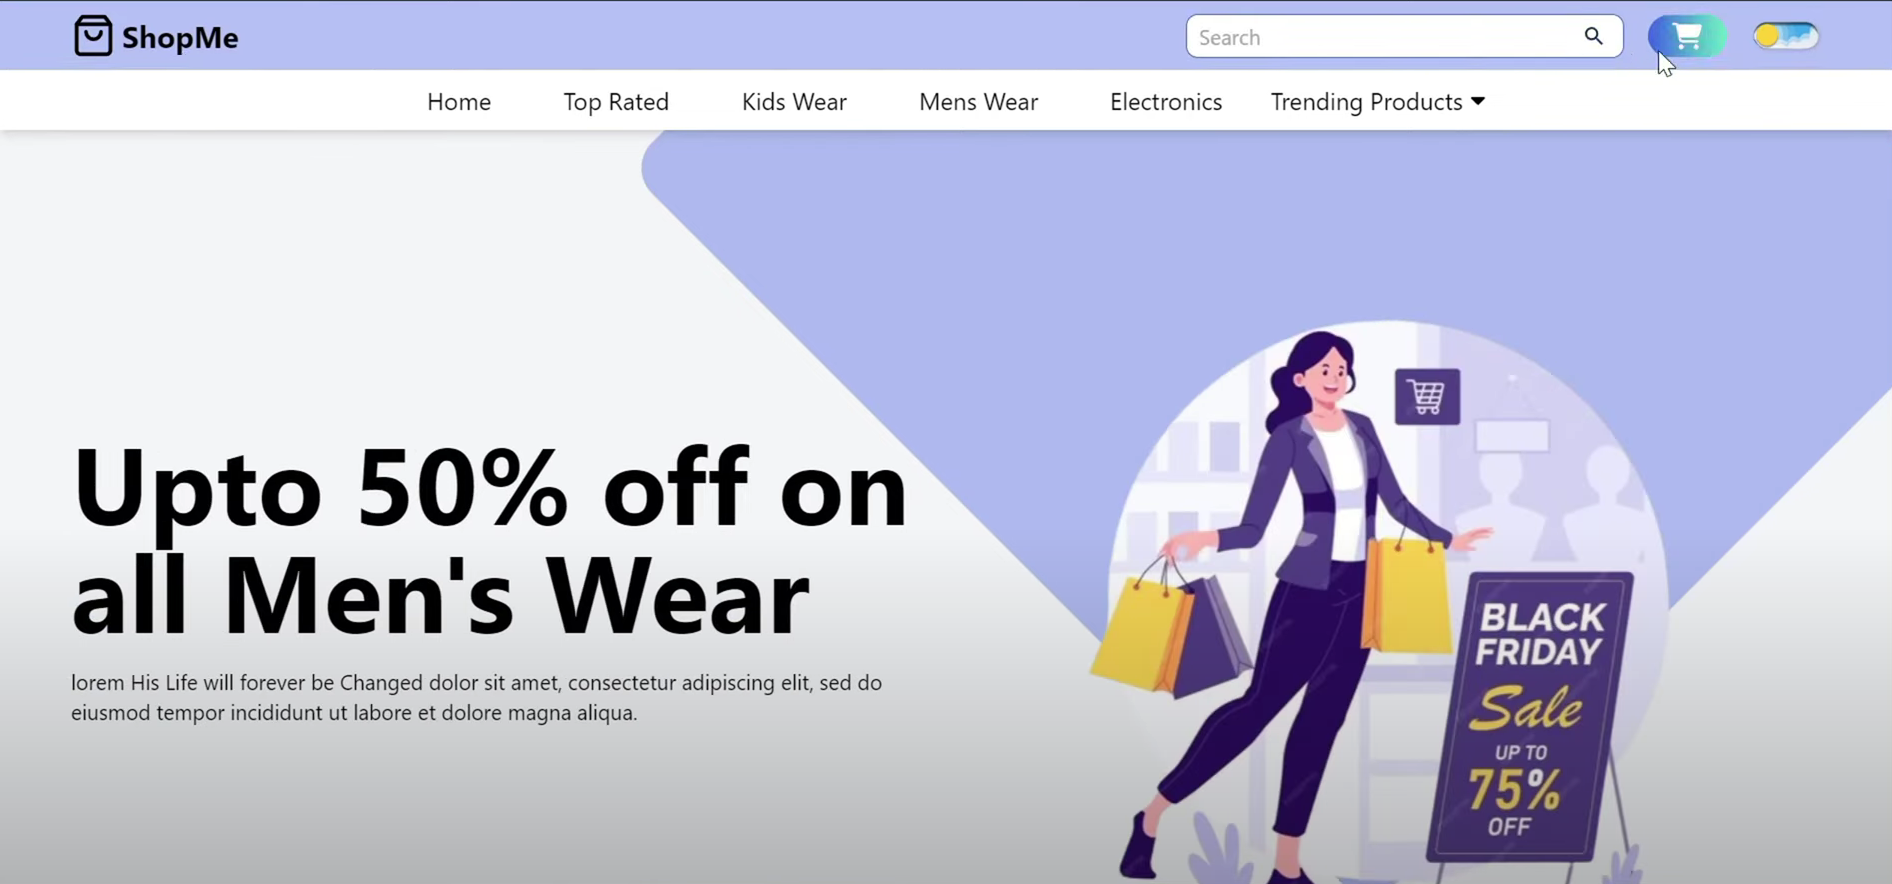 ShopMe
Search
Home
Top Rated
Kids Wear
Mens Wear
Electronics
Trending Products
Upto 50% off on
all Men's Wear
lorem His Life will forever be Changed dolor sit amet, consectetur adipiscing elit, sed do
eiusmod tempor incididunt ut labore et dolore magna aliqua.
BLACK
FRIDAY
Sale
UP TO
75%
OFF